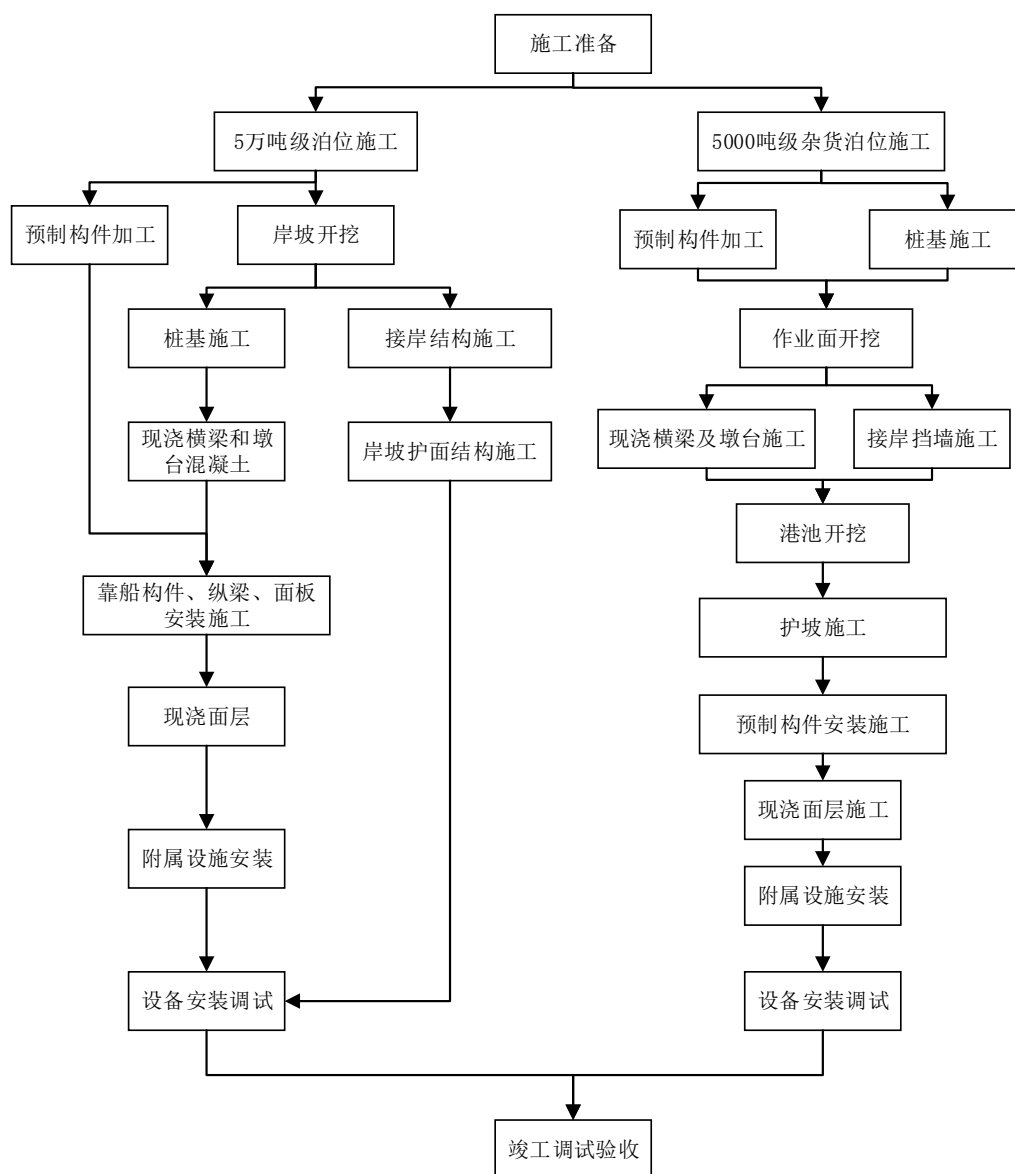 施工准备
5万吨级泊位施工
5000吨级杂货泊位施工
预制构件加工
岸坡开挖
预制构件加工
桩基施工
桩基施工
接岸结构施工
作业面开挖
现浇横梁和墩
台混凝土
岸坡护面结构施工
现浇横梁及墩台施工
接岸挡墙施工
港池开挖
靠船构件、纵梁、面板
安装施工
护坡施工
现浇面层
预制构件安装施工
现浇面层施工
附属设施安装
附属设施安装
设备安装调试
设备安装调试
竣工调试验收